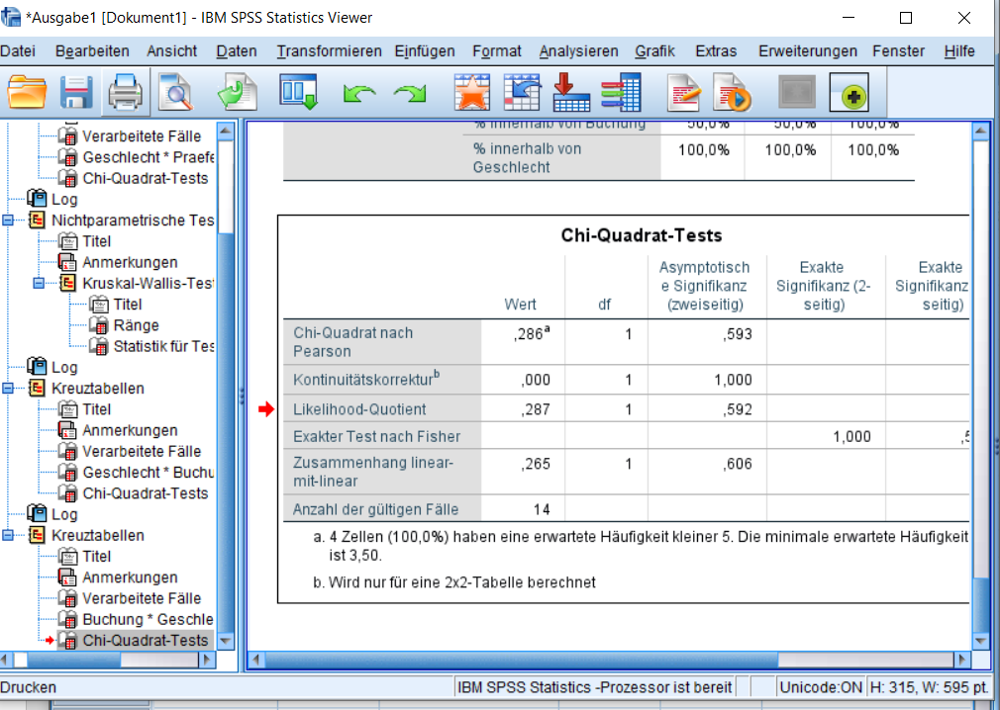 *Ausgabe1 [Dokument1] - IBM SPSS Statistics Viewer
Datei Bearbeiten Ansicht Daten Transformieren Einfügen Format Analysieren Grafik Extras Erweiterungen Fenster Hilfe
Verarbeitete Fälle
Geschlecht * Praefe
Chi-Quadrat-Tests
Log
Nichtparametrische Tes
Titel
Anmerkungen
Kruskal-Wallis-Tes
Titel
Ränge
Statistik für Tes
Log
Kreuztabellen
Titel
Anmerkungen
Verarbeitete Fälle
Geschlecht * Buchu
Chi-Quadrat-Tests
Log
Kreuztabellen
Titel
Anmerkungen
Verarbeitete Fälle
Buchung * Geschle
Chi-Quadrat-Tests
% innerhalb von Buchung 50,0% 50,0% 100,0%
% innerhalb von
Geschlecht 100,0% 100,0% 100,0%
Chi-Quadrat-Tests
Asymptotisch Exakte Exakte
e Signifikanz Signifikanz (2- Signifikanz
Wert df (zweiseitig) seitig) seitig)
Chi-Quadrat nach ,286a 1 ,593
Pearson
Kontinuitätskorrekturb ,000 1 1,000
Likelihood-Quotient ,287 1 ,592
Exakter Test nach Fisher 1,000 ,5
Zusammenhang linear- ,265 1 ,606
mit-linear
Anzahl der gültigen Fälle 14
a. 4 Zellen (100,0%) haben eine erwartete Häufigkeit kleiner 5. Die minimale erwartete Häufigkeit
ist 3,50.
b. Wird nur für eine 2x2-Tabelle berechnet
Drucken IBM SPSS Statistics -Prozessor ist bereit Unicode:ON H: 315, W: 595 pt.